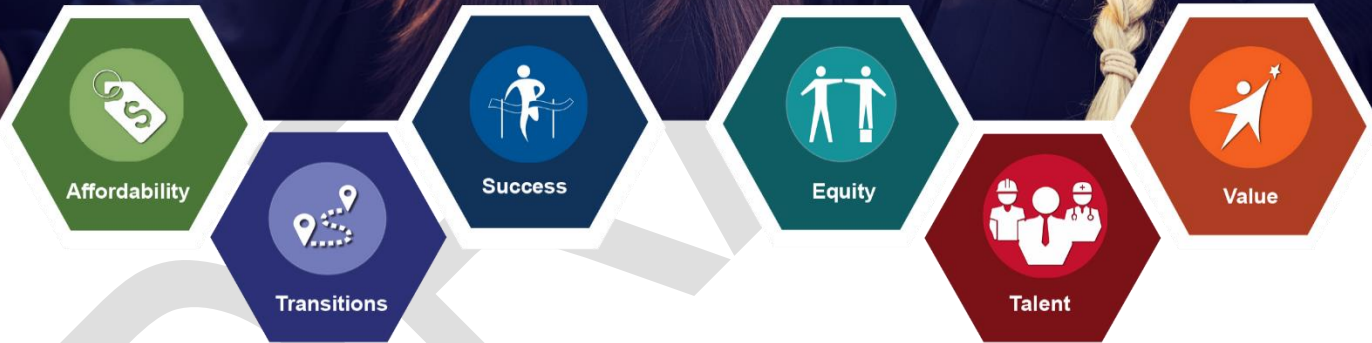 Affordability
Transitions
Success
Equity
Talent
Value